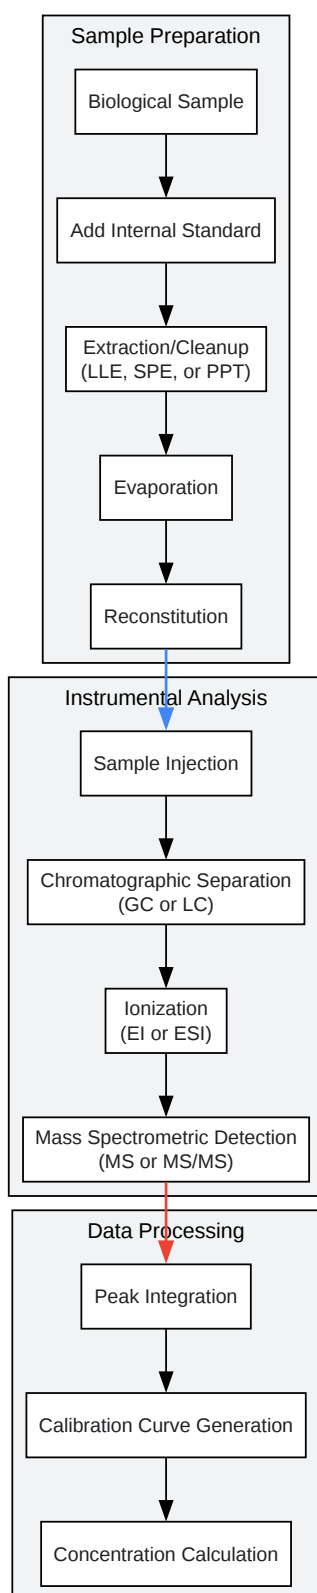 Sample Preparation
Biological Sample
Add Internal Standard
Extraction/Cleanup
(LLE, SPE, or PPT)
Evaporation
Reconstitution
Instrumental Analysis
Sample Injection
Chromatographic Separation
(GC or LC)
Ionization
(EI or ESI)
Mass Spectrometric Detection
(MS or MS/MS)
Data Processing
Peak Integration
Calibration Curve Generation
Concentration Calculation